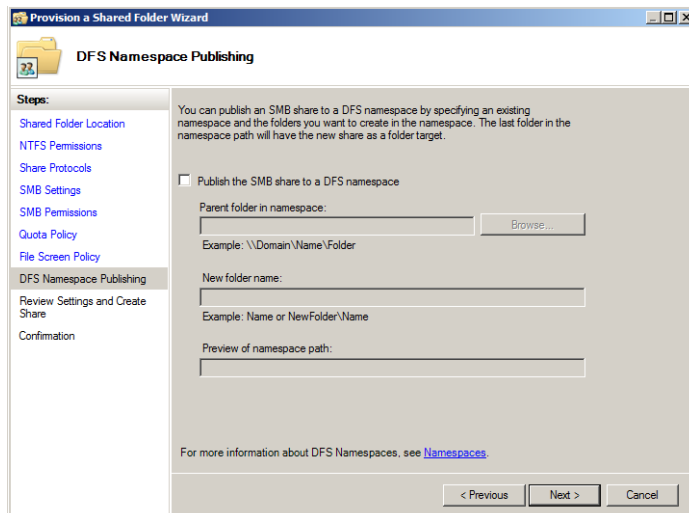 Provision a Shared Folder Wizard
DFS Namespace Publishing
Steps:
Shared Folder Location
NTFS Permissions
Share Protocols
SMB Settings
SMB Permissions
Quota Policy
File Screen Policy
DFS Namespace Publishing
Review Settings and Create
Share
Confirmation
You can publish an SMB share to a DFS namespace by specifying an existing
namespace and the folders you want to create in the namespace. The last folder in the
namespace path will have the new share as a folder target.
Publish the SMB share to a DFS namespace
Parent folder in namespace:
Browse...
Example: \\Domain\Name\Folder
New folder name:
Example: Name or NewFolder\Name
Preview of namespace path:
For more information about DFS Namespaces, see Namespaces.
< Previous
Next >
Cancel